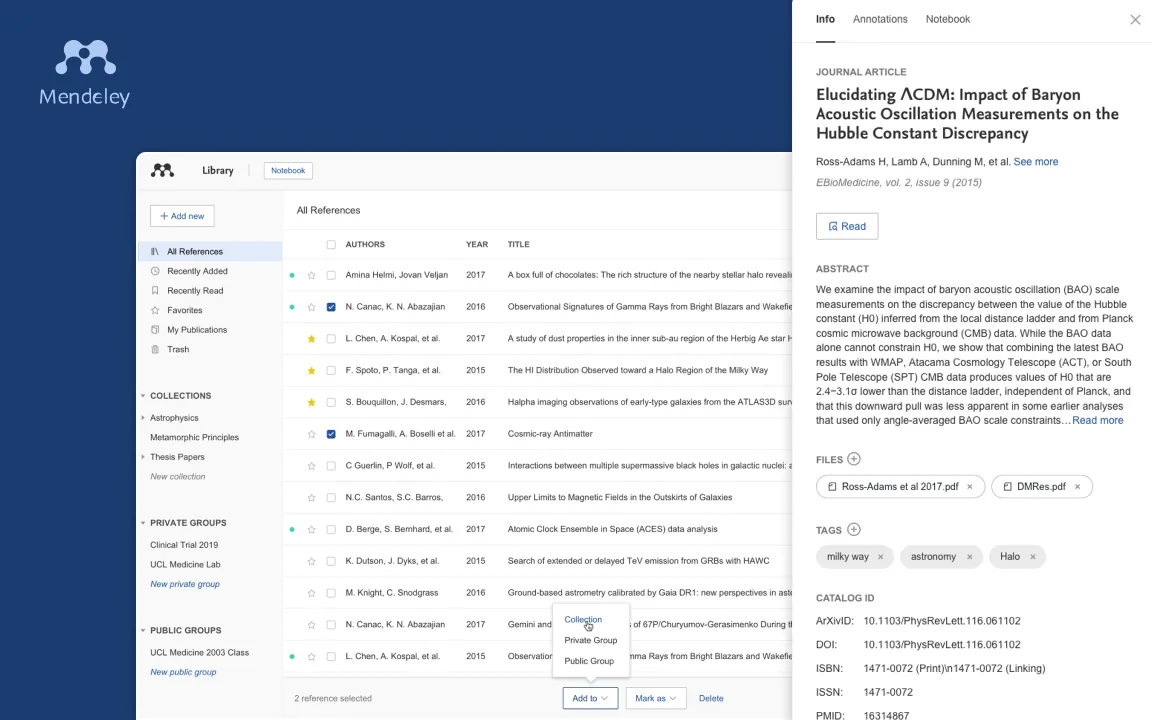 Mendeley
Library
Notebook
+ Add new
All References
Recently Added
Recently Read
Favorites
My Publications
Trash
COLLECTIONS
Astrophysics
Metamorphic Principles
Thesis Papers
New collection
PRIVATE GROUPS
Clinical Trial 2019
UCL Medicine Lab
New private group
PUBLIC GROUPS
UCL Medicine 2003 Class
New public group
All References
AUTHORS YEAR TITLE
Amina Helmi, Jovan Veljan 2017 A box full of chocolates: The rich structure of the nearby stellar halo reveali
N. Canac, K. N. Abazajian 2016 Observational Signatures of Gamma Rays from Bright Blazars and Wakefie
L. Chen, A. Kospal, et al. 2017 A study of dust properties in the inner sub-au region of the Herbig Ae star H
F. Spoto, P. Tanga, et al. 2015 The HI Distribution Observed toward a Halo Region of the Milky Way
S. Bouquillon, J. Desmars, 2016 Halpha imaging observations of early-type galaxies from the ATLAS3D sur
M. Fumagalli, A. Boselli et al. 2017 Cosmic-ray Antimatter
C Guerlin, P Wolf, et al. 2015 Interactions between multiple supermassive black holes in galactic nuclei: a
N.C. Santos, S.C. Barros, 2016 Upper Limits to Magnetic Fields in the Outskirts of Galaxies
D. Berge, S. Bernhard, et al. 2017 Atomic Clock Ensemble in Space (ACES) data analysis
K. Dutson, J. Dyks, et al. 2015 Search of extended or delayed TeV emission from GRBs with HAWC
M. Knight, C. Snodgrass 2016 Ground-based astrometry calibrated by Gaia DR1: new perspectives in aste
N. Canac, K. N. Abazajian 2017 Gemini and s of 67P/Churyumov-Gerasimenko During th
L. Chen, A. Kospal, et al. 2015 Observation mma Rays from Bright Blazars and Wakefie
Collection
Private Group
Public Group
2 reference selected
Add to
Mark as
Delete
Info Annotations Notebook
JOURNAL ARTICLE
Elucidating ΛCDM: Impact of Baryon
Acoustic Oscillation Measurements on the
Hubble Constant Discrepancy
Ross-Adams H, Lamb A, Dunning M, et al. See more
EBioMedicine, vol. 2, issue 9 (2015)
Read
ABSTRACT
We examine the impact of baryon acoustic oscillation (BAO) scale
measurements on the discrepancy between the value of the Hubble
constant (H0) inferred from the local distance ladder and from Planck
cosmic microwave background (CMB) data. While the BAO data
alone cannot constrain H0, we show that combining the latest BAO
results with WMAP, Atacama Cosmology Telescope (ACT), or South
Pole Telescope (SPT) CMB data produces values of H0 that are
2.4−3.1σ lower than the distance ladder, independent of Planck, and
that this downward pull was less apparent in some earlier analyses
that used only angle-averaged BAO scale constraints…Read more
FILES
Ross-Adams et al 2017.pdf ×
DMRes.pdf ×
TAGS
milky way ×
astronomy ×
Halo ×
CATALOG ID
ArXivID: 10.1103/PhysRevLett.116.061102
DOI: 10.1103/PhysRevLett.116.061102
ISBN: 1471-0072 (Print)\n1471-0072 (Linking)
ISSN: 1471-0072
PMID: 16314867